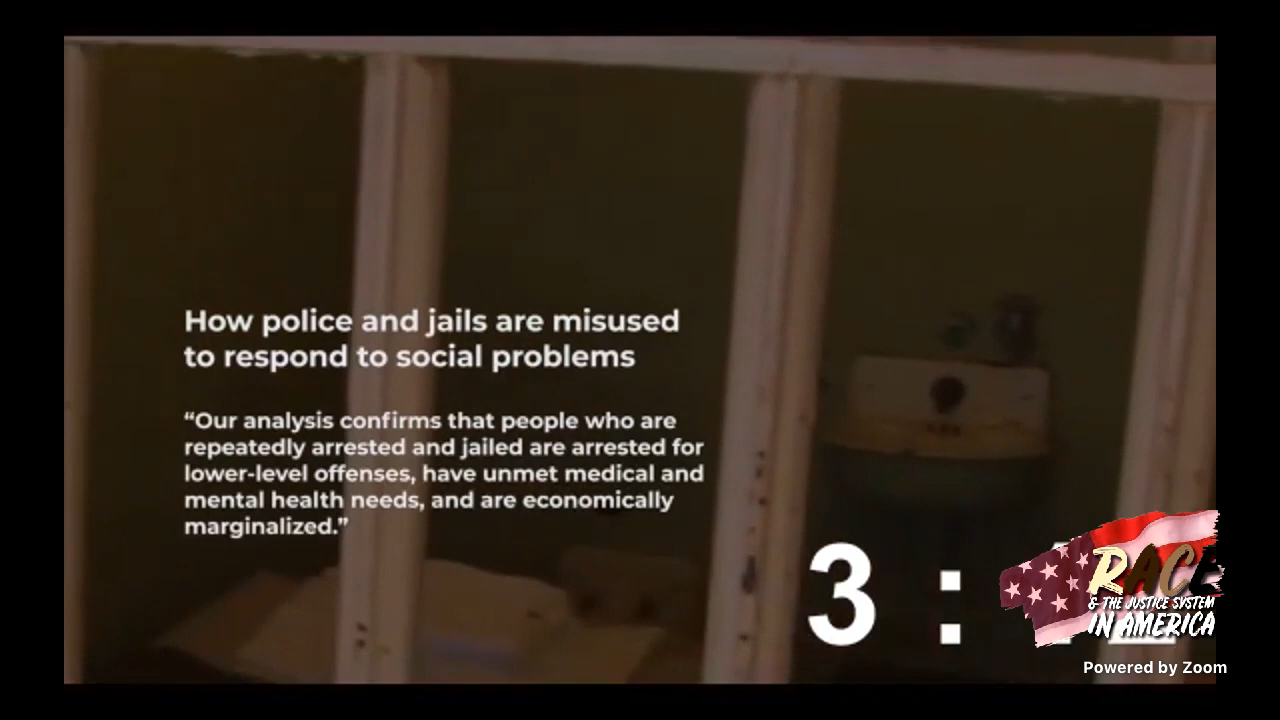 How police and jails are misused
to respond to social problems
“Our analysis confirms that people who are
repeatedly arrested and jailed are arrested for
lower-level offenses, have unmet medical and
mental health needs, and are economically
marginalized.”
3 :
RACE
& THE JUSTICE SYSTEM
IN AMERICA
Powered by Zoom